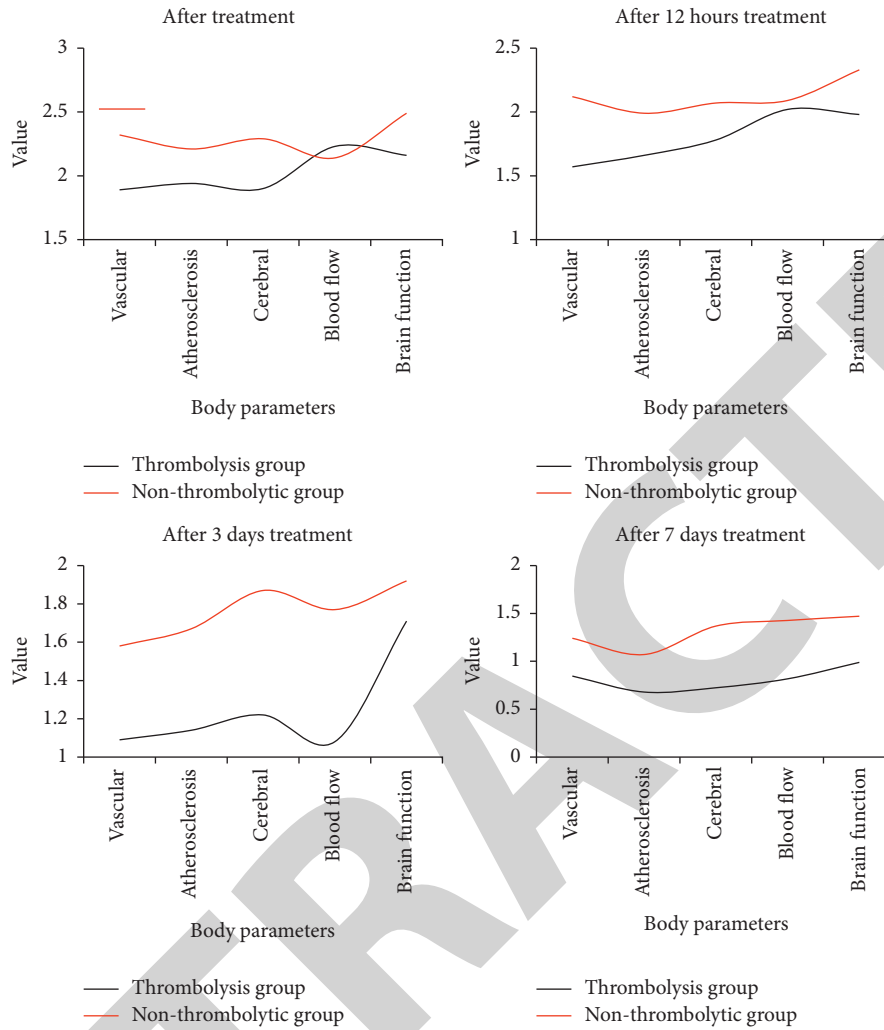 After treatment
3
2.5
2
1.5
Value
Vascular
Atherosclerosis
Cerebral
Blood flow
Brain function
Body parameters
Thrombolysis group
Non-thrombolytic group
After 12 hours treatment
2.5
2
1.5
1
Value
Vascular
Atherosclerosis
Cerebral
Blood flow
Brain function
Body parameters
Thrombolysis group
Non-thrombolytic group
After 3 days treatment
2
1.8
1.6
1.4
1.2
1
Value
Vascular
Atherosclerosis
Cerebral
Blood flow
Brain function
Body parameters
Thrombolysis group
Non-thrombolytic group
After 7 days treatment
2
1.5
1
0.5
0
Value
Vascular
Atherosclerosis
Cerebral
Blood flow
Brain function
Body parameters
Thrombolysis group
Non-thrombolytic group
TRACT